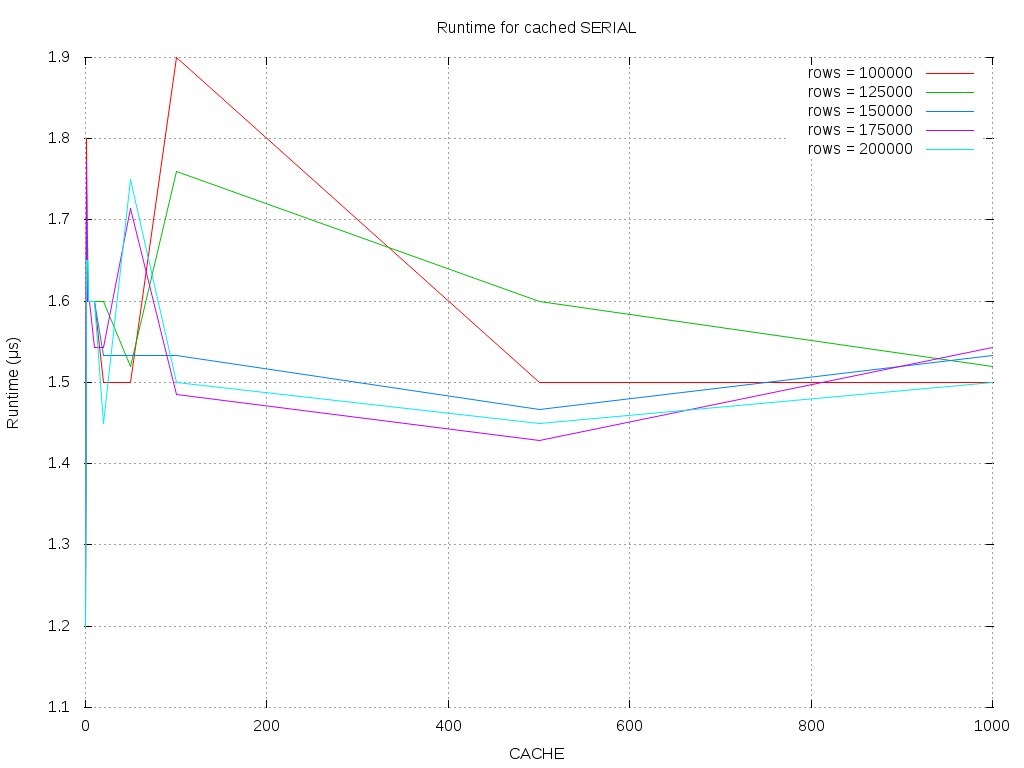 Runtime for cached SERIAL
rows = 100000
rows = 125000
rows = 150000
rows = 175000
rows = 200000
Runtime (µs)
1.9
1.8
1.7
1.6
1.5
1.4
1.3
1.2
1.1
0 200 400 600 800 1000
CACHE